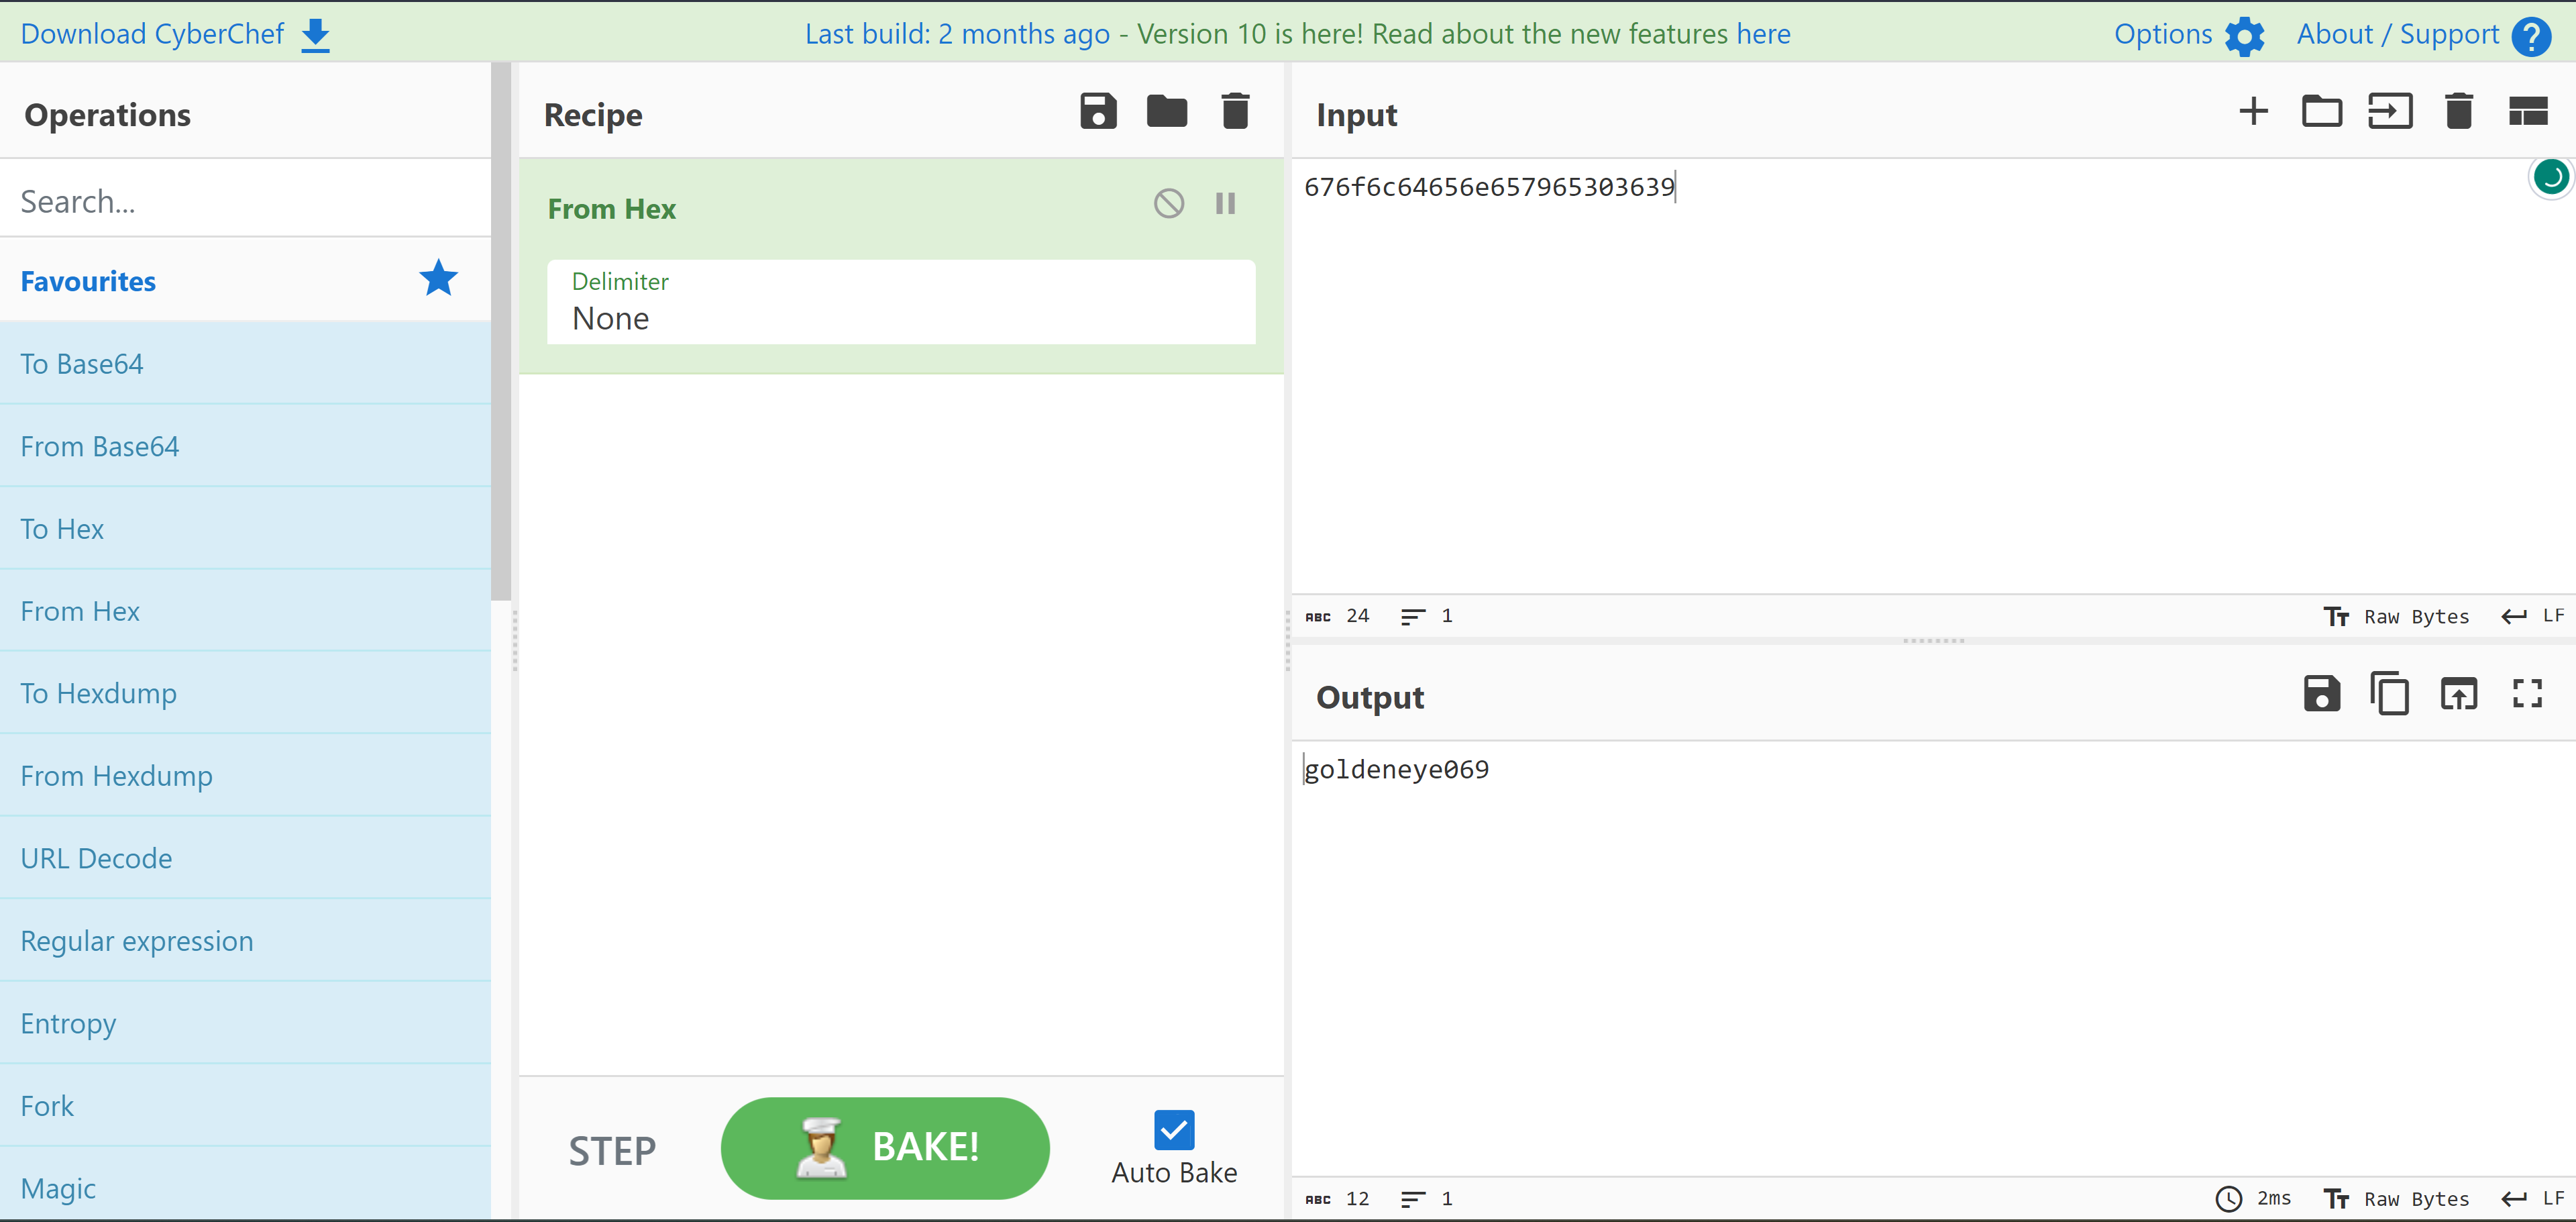 Download CyberChef
Last build: 2 months ago - Version 10 is here! Read about the new features here
Options
About / Support
Operations
Search...
Favourites
To Base64
From Base64
To Hex
From Hex
To Hexdump
From Hexdump
URL Decode
Regular expression
Entropy
Fork
Magic
Recipe
From Hex
Delimiter
None
STEP
BAKE!
Auto Bake
Input
676f6c64656e657965303639
ABC 24 1
Tт Raw Bytes LF
Output
goldeneye069
ABC 12 1
2ms Tт Raw Bytes LF